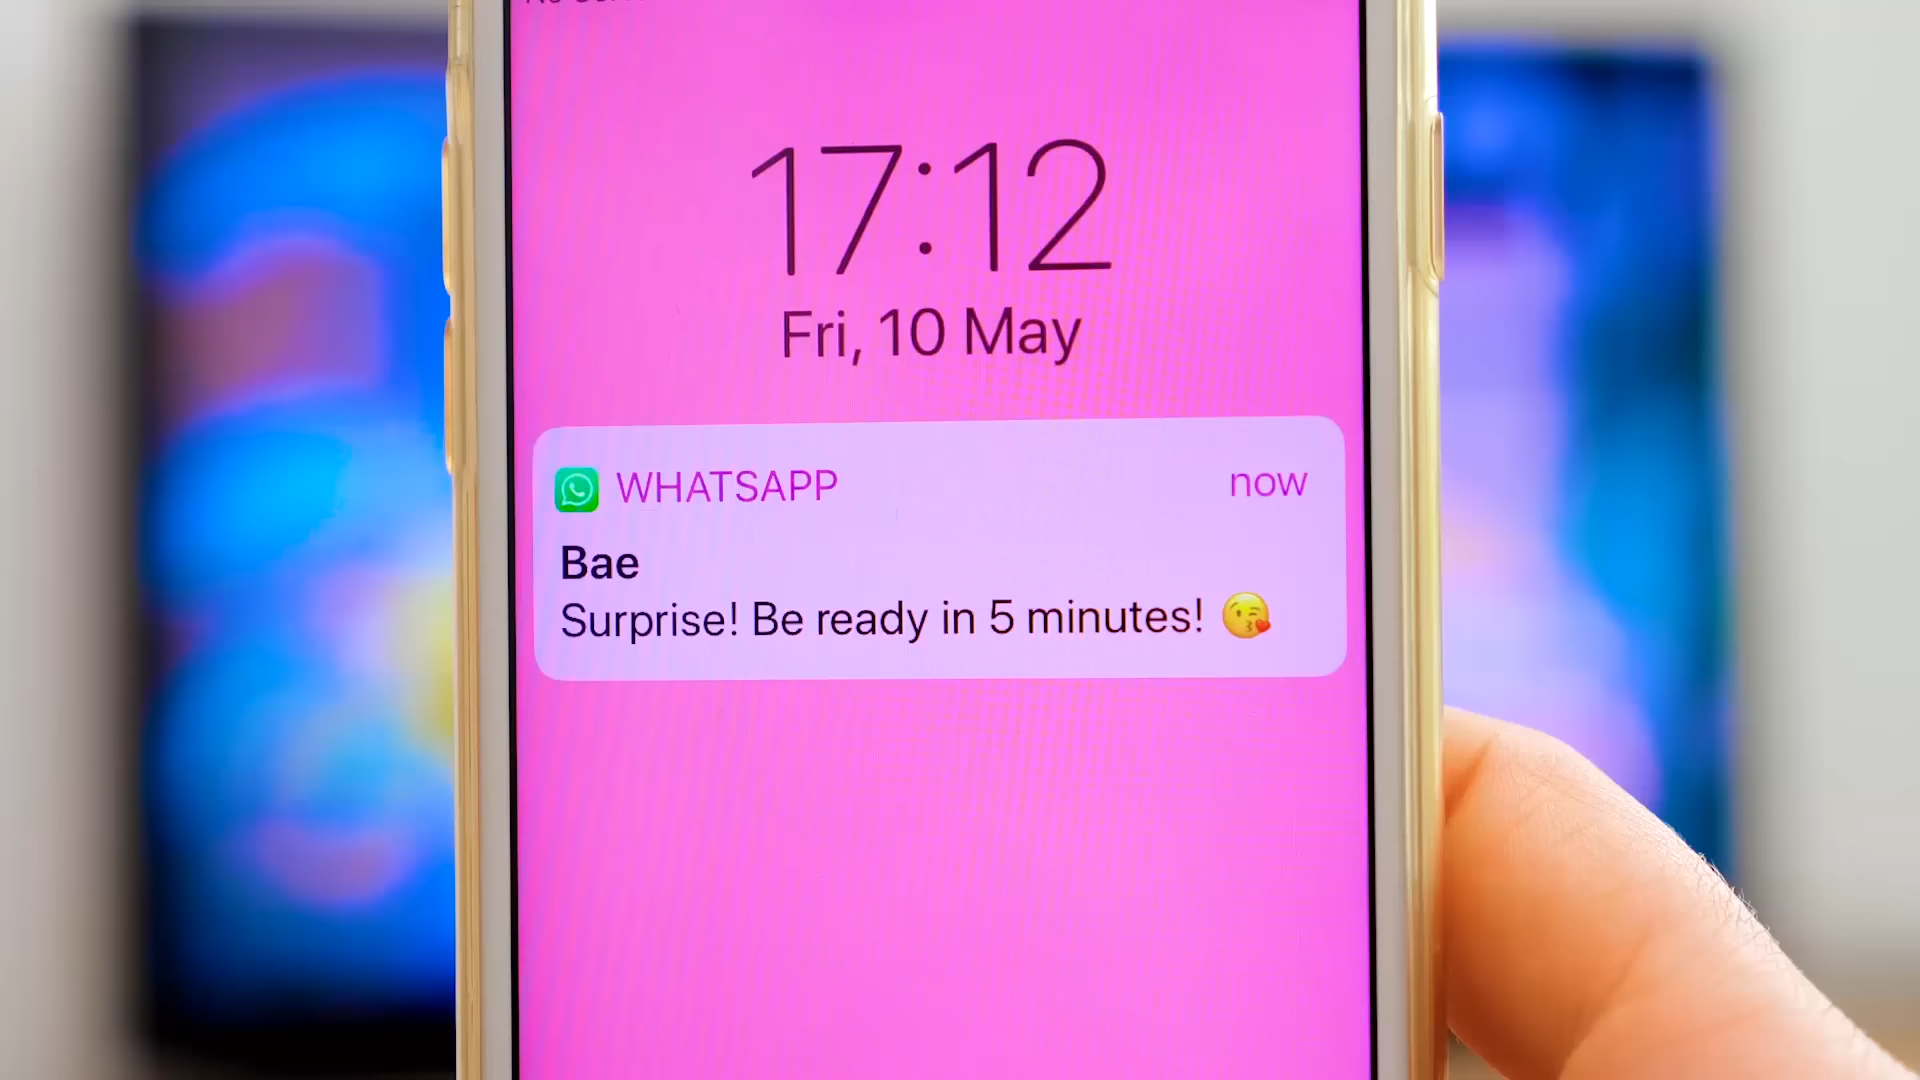 17:12
Fri, 10 May
WHATSAPP now
Bae
Surprise! Be ready in 5 minutes! 😘